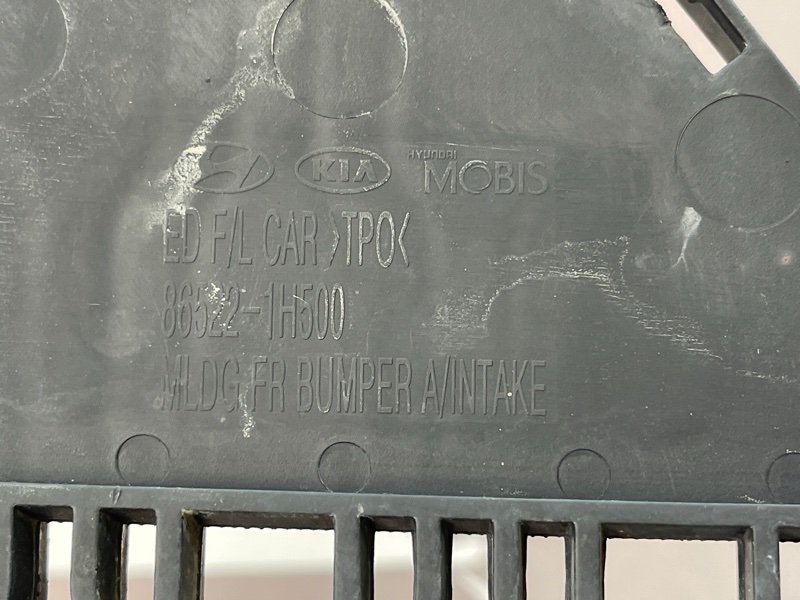 KIA HYUNDAI MOBIS
ED F/L CAR >TPO<
86522-1H500
MLDG FR BUMPER A/INTAKE